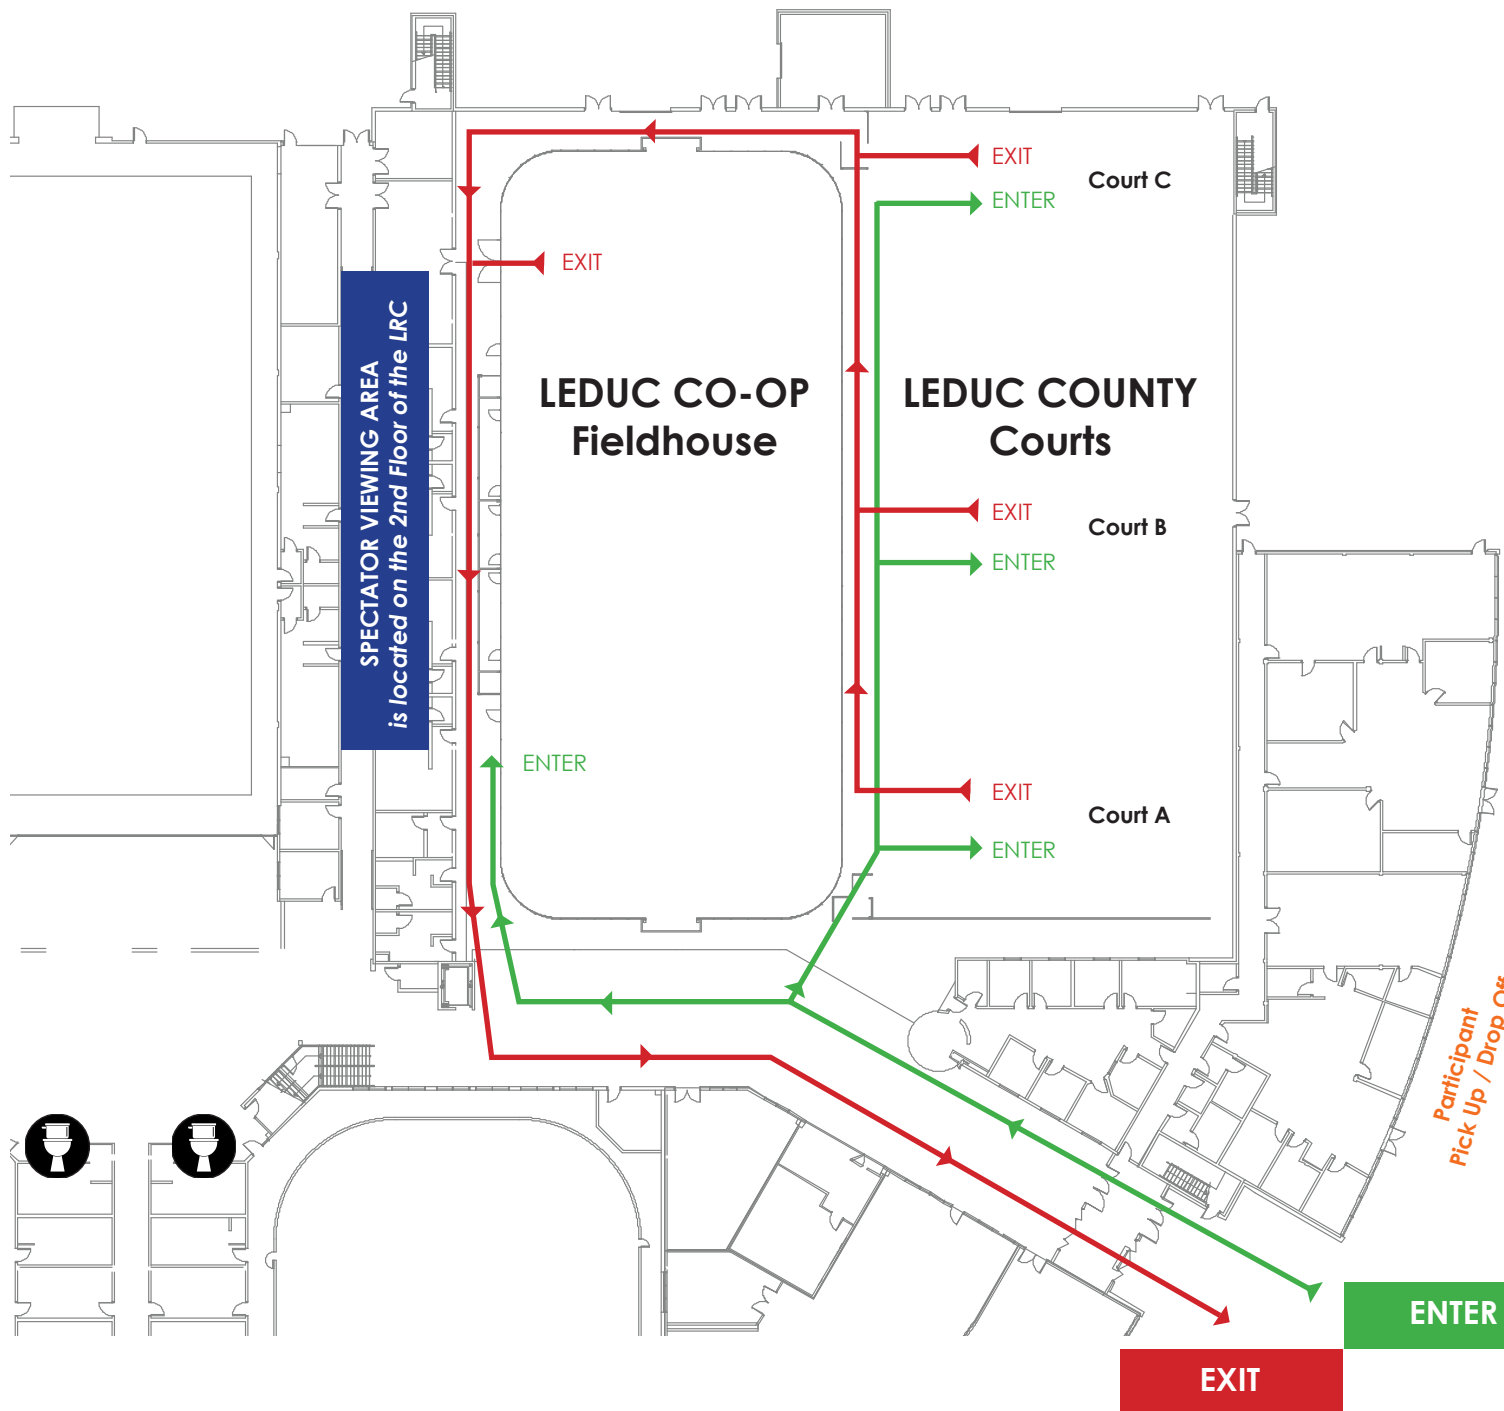 EXIT
Court C
ENTER
EXIT
LEDUC CO-OP
Fieldhouse
LEDUC COUNTY
Courts
SPECTATOR VIEWING AREA
is located on the 2nd Floor of the LRC
EXIT
Court B
ENTER
ENTER
EXIT
Court A
ENTER
Participant
Pick Up / Drop Off
ENTER
EXIT